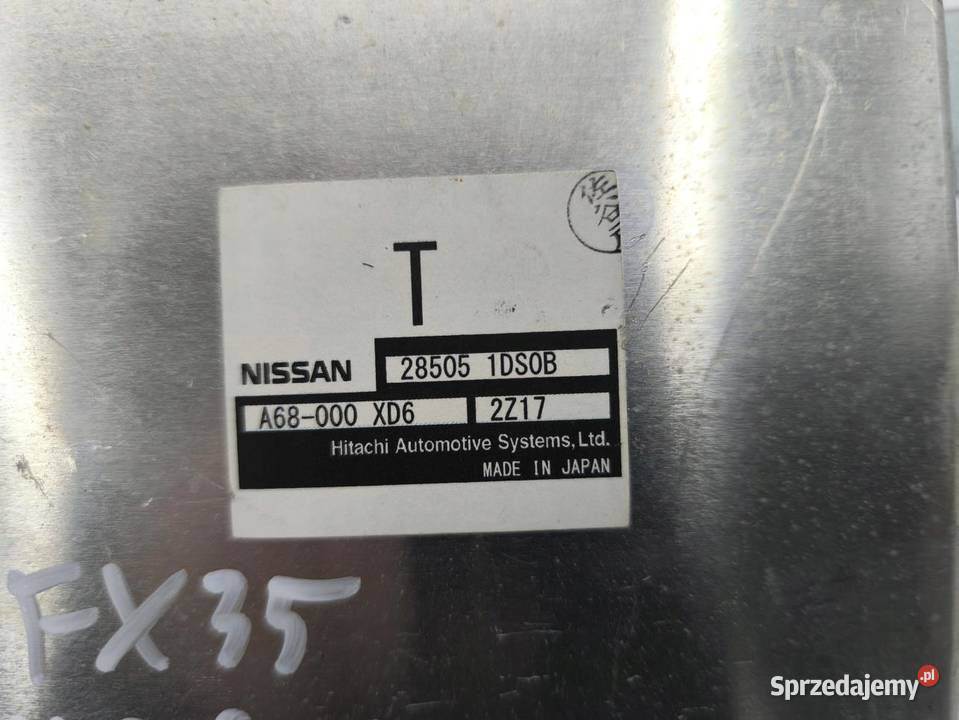 T
NISSAN 28505 1DS0B
A68-000 XD6 2Z17
Hitachi Automotive Systems, Ltd.
MADE IN JAPAN
FX35
Sprzedajemy.pl